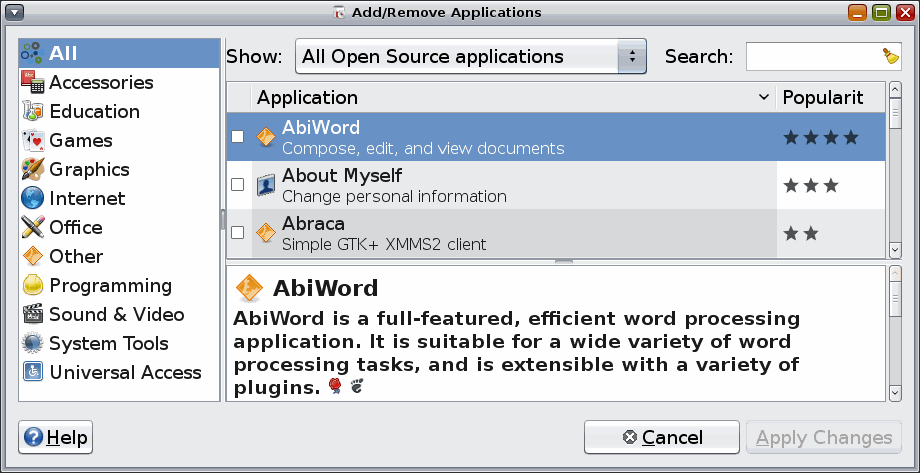 Add/Remove Applications
All
Accessories
Education
Games
Graphics
Internet
Office
Other
Programming
Sound & Video
System Tools
Universal Access
Show: All Open Source applications Search:
Application Popularit
AbiWord
Compose, edit, and view documents
About Myself
Change personal information
Abraca
Simple GTK+ XMMS2 client
AbiWord
AbiWord is a full-featured, efficient word processing
application. It is suitable for a wide variety of word
processing tasks, and is extensible with a variety of
plugins.
Help Cancel Apply Changes